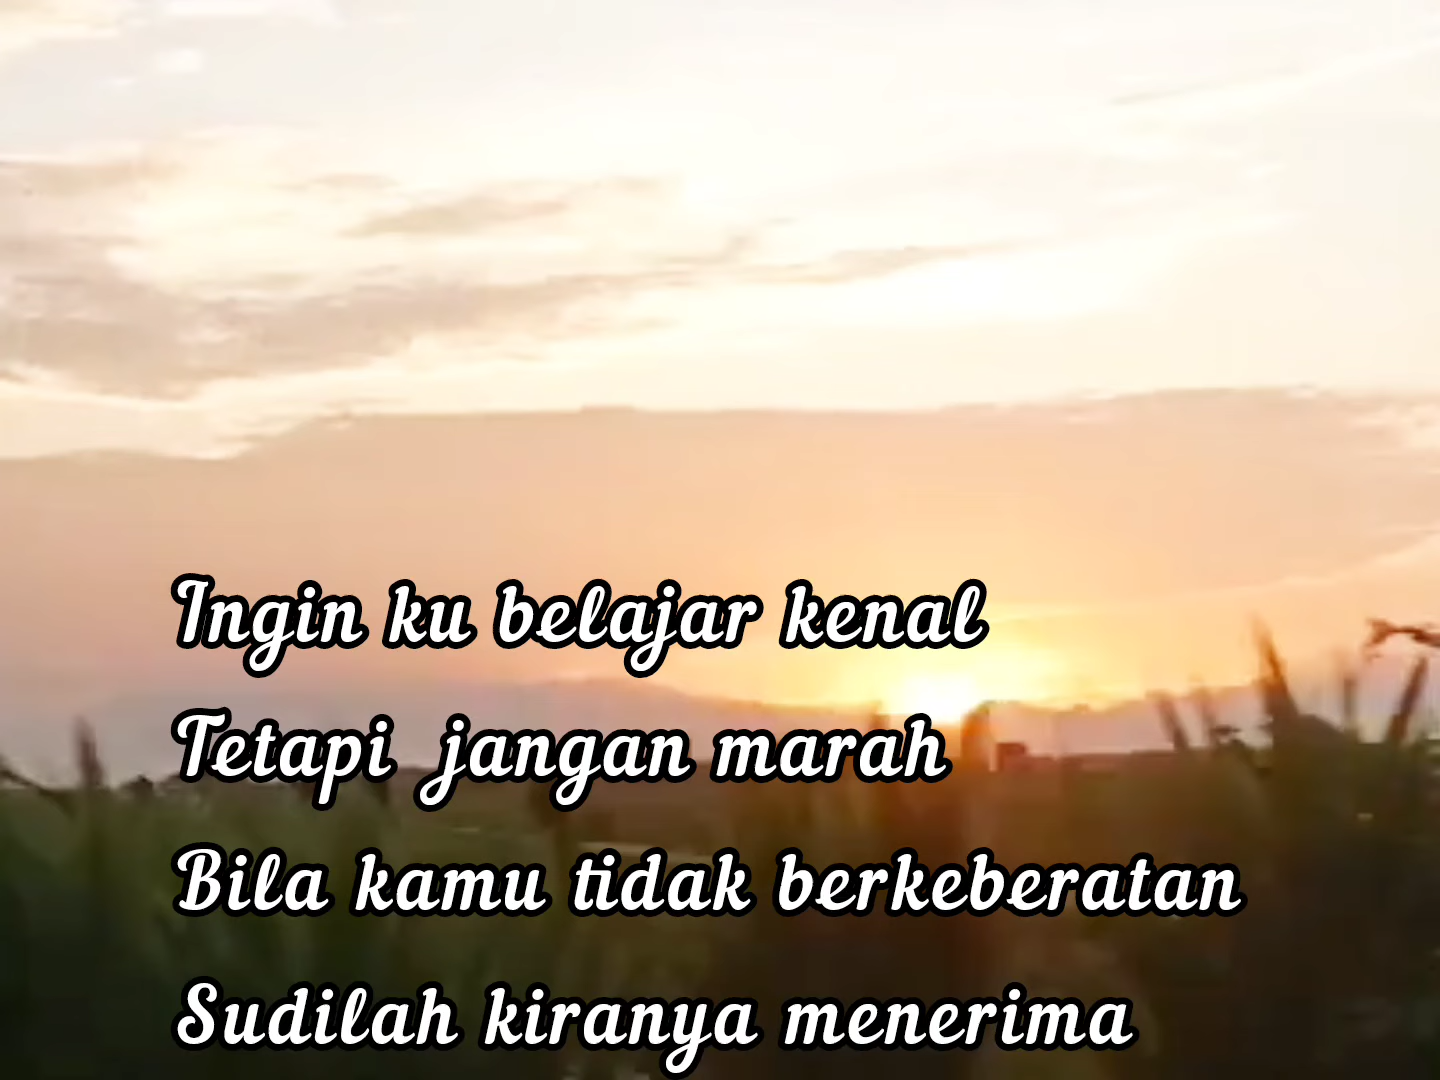 Ingin ku belajar kenal
Tetapi jangan marah
Bila kamu tidak berkeberatan
Sudilah kiranya menerima